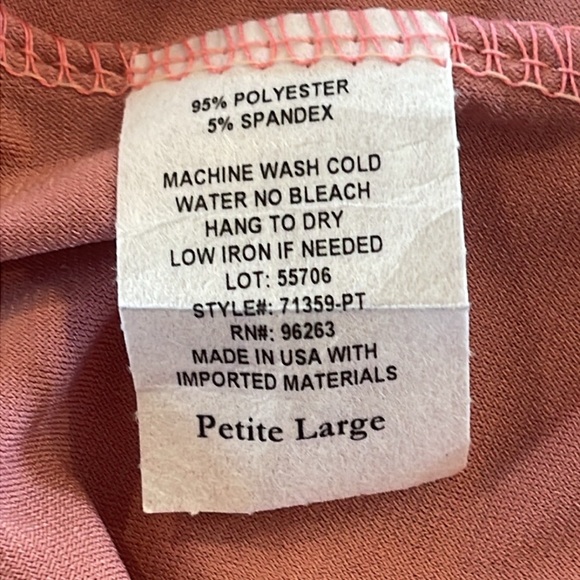 95% POLYESTER
5% SPANDEX
MACHINE WASH COLD
WATER NO BLEACH
HANG TO DRY
LOW IRON IF NEEDED
LOT: 55706
STYLE#: 71359-PT
RN#: 96263
MADE IN USA WITH
IMPORTED MATERIALS
Petite Large